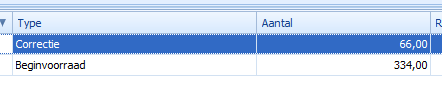 Type Aantal R
Correctie 66,00
Beginvoorraad 334,00